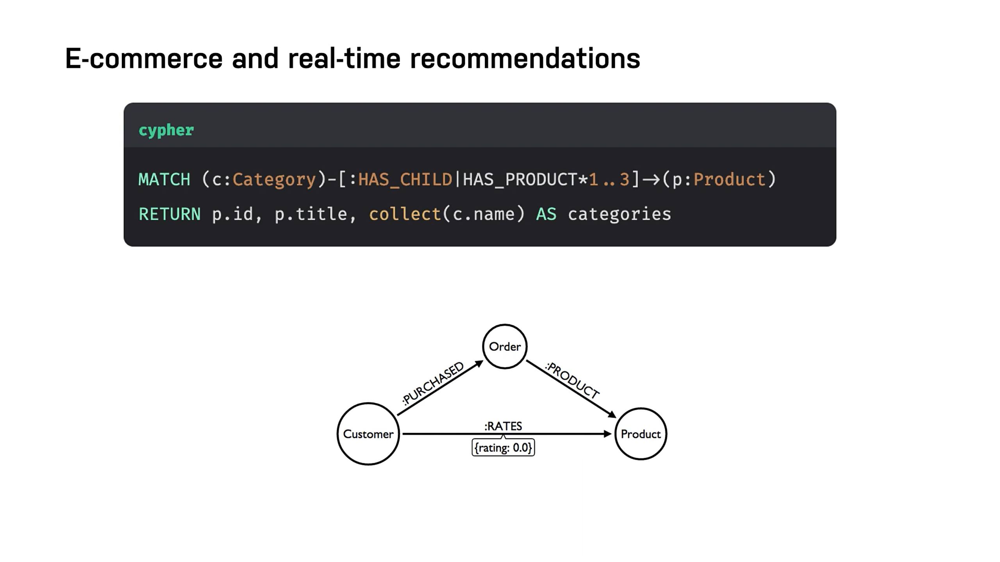 E-commerce and real-time recommendations
cypher
MATCH (c:Category)-[:HAS_CHILD|HAS_PRODUCT*1..3]->(p:Product)
RETURN p.id, p.title, collect(c.name) AS categories
Order
:PURCHASED
:PRODUCT
:RATES
Customer
Product
{rating: 0.0}